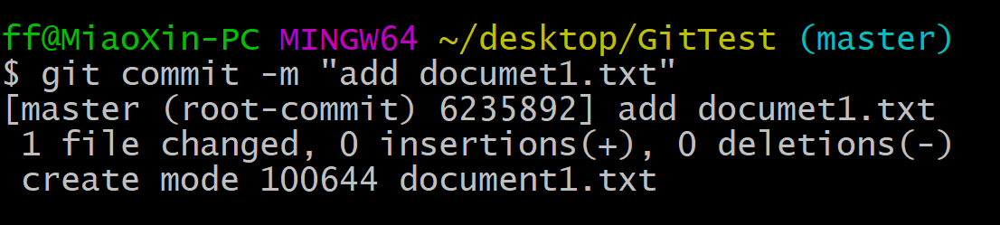 ff@MiaoXin-PC MINGW64 ~/desktop/GitTest (master)
$ git commit -m "add documet1.txt"
[master (root-commit) 6235892] add documet1.txt
 1 file changed, 0 insertions(+), 0 deletions(-)
 create mode 100644 document1.txt